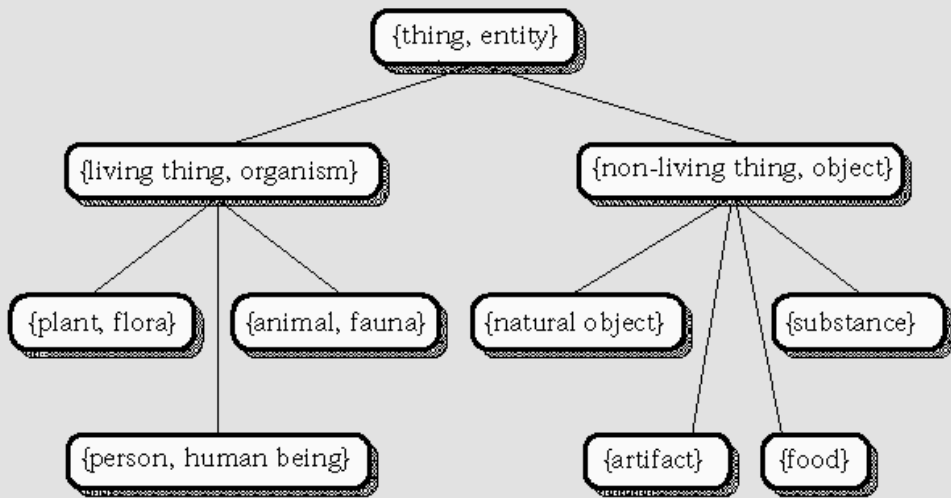 {thing, entity}
{living thing, organism}
{non-living thing, object}
{plant, flora}
{animal, fauna}
{natural object}
{substance}
{person, human being}
{artifact}
{food}